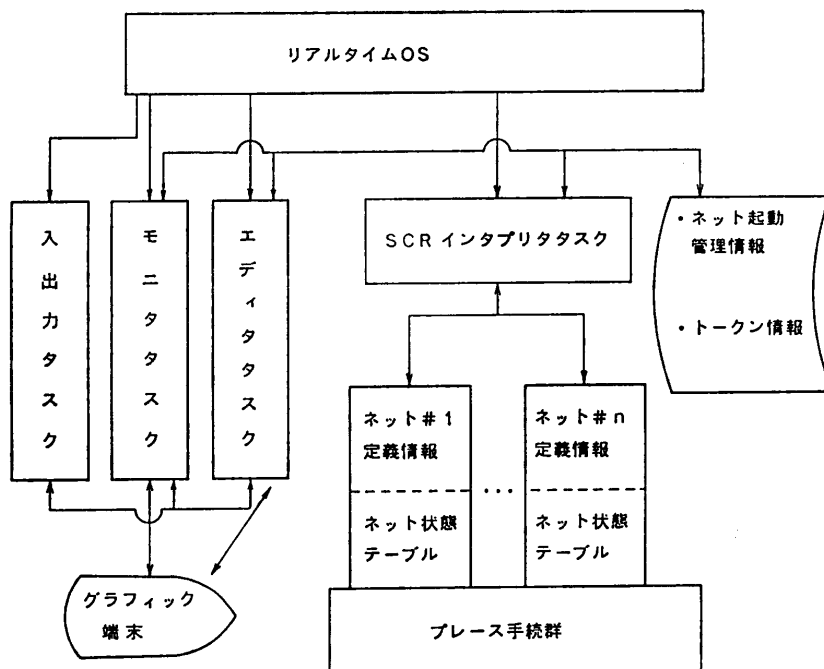 リアルタイムOS
入出力タスク
モニタタスク
エディタタスク
SCRインタプリタタスク
・ネット起動
管理情報
・トークン情報
ネット#1
定義情報
ネット状態
テーブル
...
ネット#n
定義情報
ネット状態
テーブル
グラフィック
端末
プレース手続群